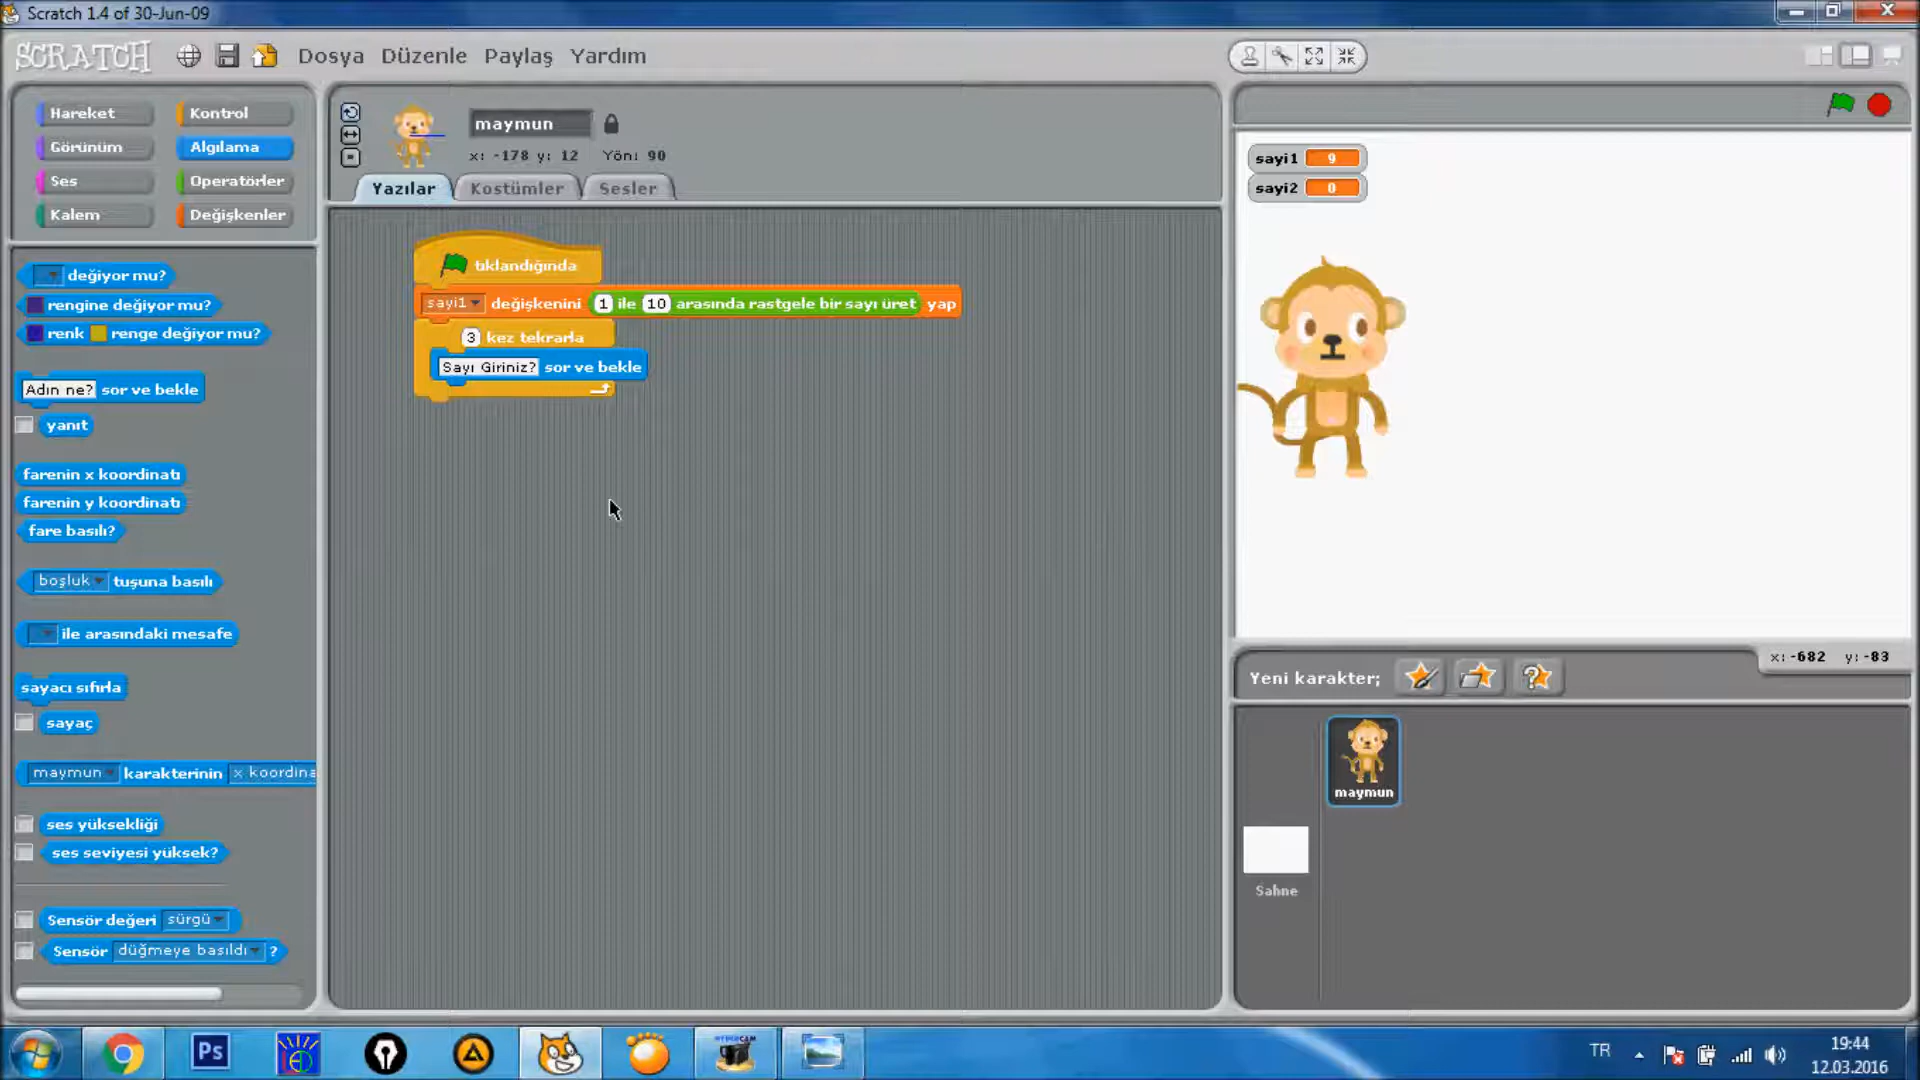 Scratch 1.4 of 30-Jun-09
SCRATCH
Dosya Düzenle Paylaş Yardım
Hareket Kontrol
Görünüm Algılama
Ses Operatörler
Kalem Değişkenler
değiyor mu?
rengine değiyor mu?
renk renge değiyor mu?
Adın ne? sor ve bekle
yanıt
farenin x koordinatı
farenin y koordinatı
fare basılı?
boşluk tuşuna basılı
ile arasındaki mesafe
sayacı sıfırla
sayaç
maymun karakterinin x koordina
ses yüksekliği
ses seviyesi yüksek?
Sensör değeri sürgü
Sensör düğmeye basıldı ?
maymun
x: -178 y: 12 Yön: 90
Yazılar Kostümler Sesler
tıklandığında
sayi1 değişkenini 1 ile 10 arasında rastgele bir sayı üret yap
3 kez tekrarla
Sayı Giriniz? sor ve bekle
sayi1 9
sayi2 0
x: -682 y: -83
Yeni karakter;
maymun
Sahne
Ps
HYPERCAM
TR
19:44
12.03.2016